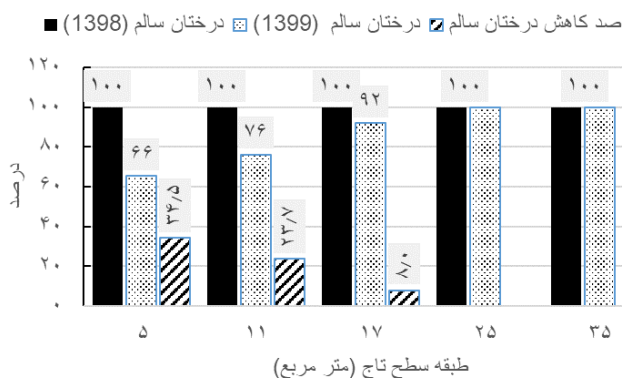 درختان سالم (1398) درختان سالم (1399) صد کاهش درختان سالم
۱۲۰
۱۰۰
۸۰
۶۰
۴۰
۲۰
۰
درصد
۱۰۰ ۶۶ ۳۴٫۵
۱۰۰ ۷۶ ۲۳٫۷
۱۰۰ ۹۲ ۸٫۰
۱۰۰
۱۰۰
۵ ۱۱ ۱۷ ۲۵ ۳۵
طبقه سطح تاج (متر مربع)